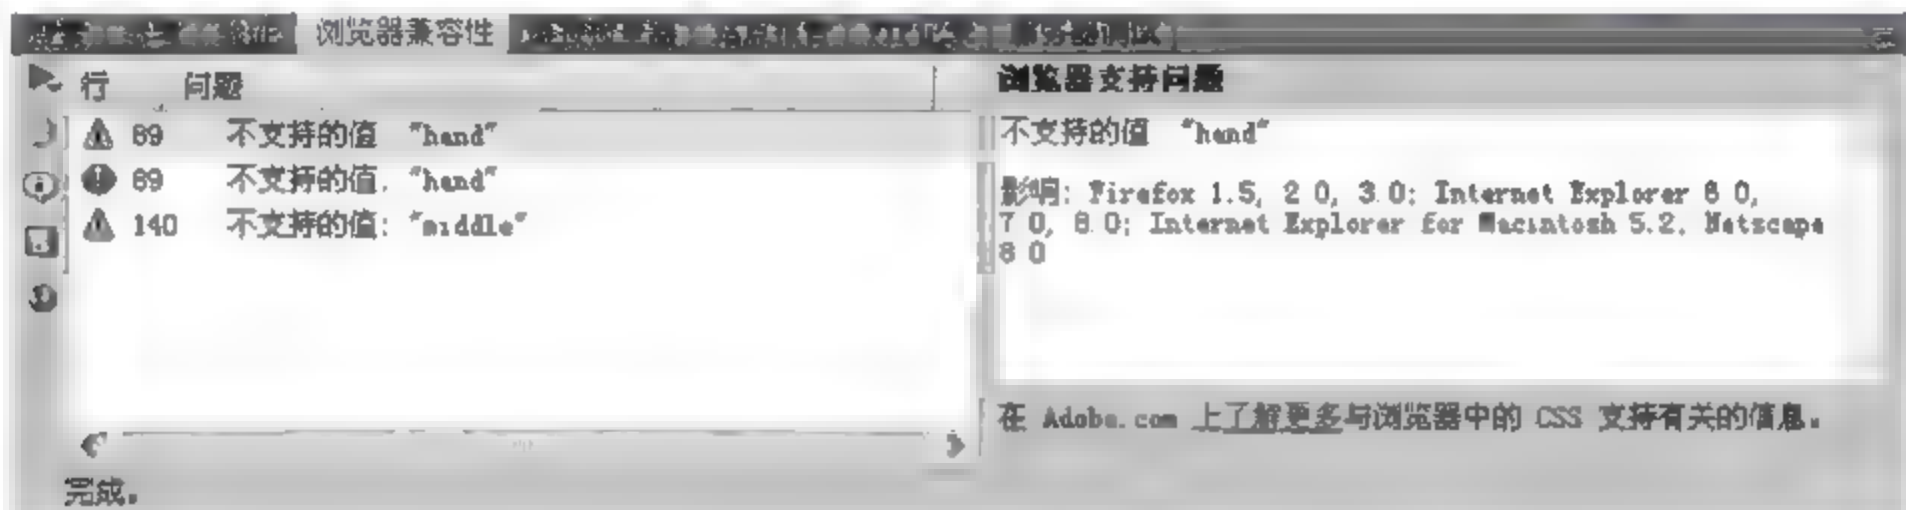 浏览器兼容性
行 问题
89 不支持的值 "hand"
89 不支持的值. "hand"
140 不支持的值: "middle"
完成。
浏览器支持问题
不支持的值 "hand"
影响: Firefox 1.5, 2 0, 3.0; Internet Explorer 6 0,
7 0, 8.0; Internet Explorer for Macintosh 5.2, Netscape
8 0
在 Adobe.com 上了解更多与浏览器中的 CSS 支持有关的信息。